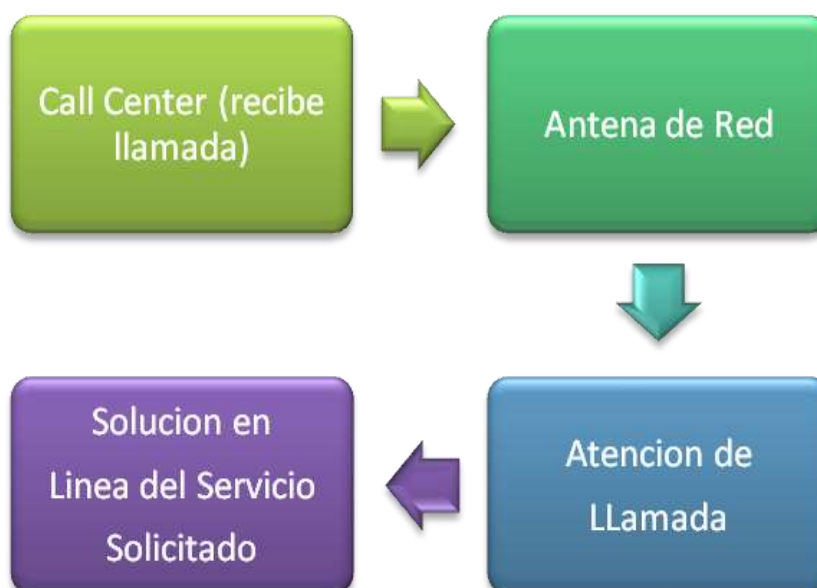 Call Center (recibe
llamada)
Antena de Red
Atencion de
LLamada
Solucion en
Linea del Servicio
Solicitado